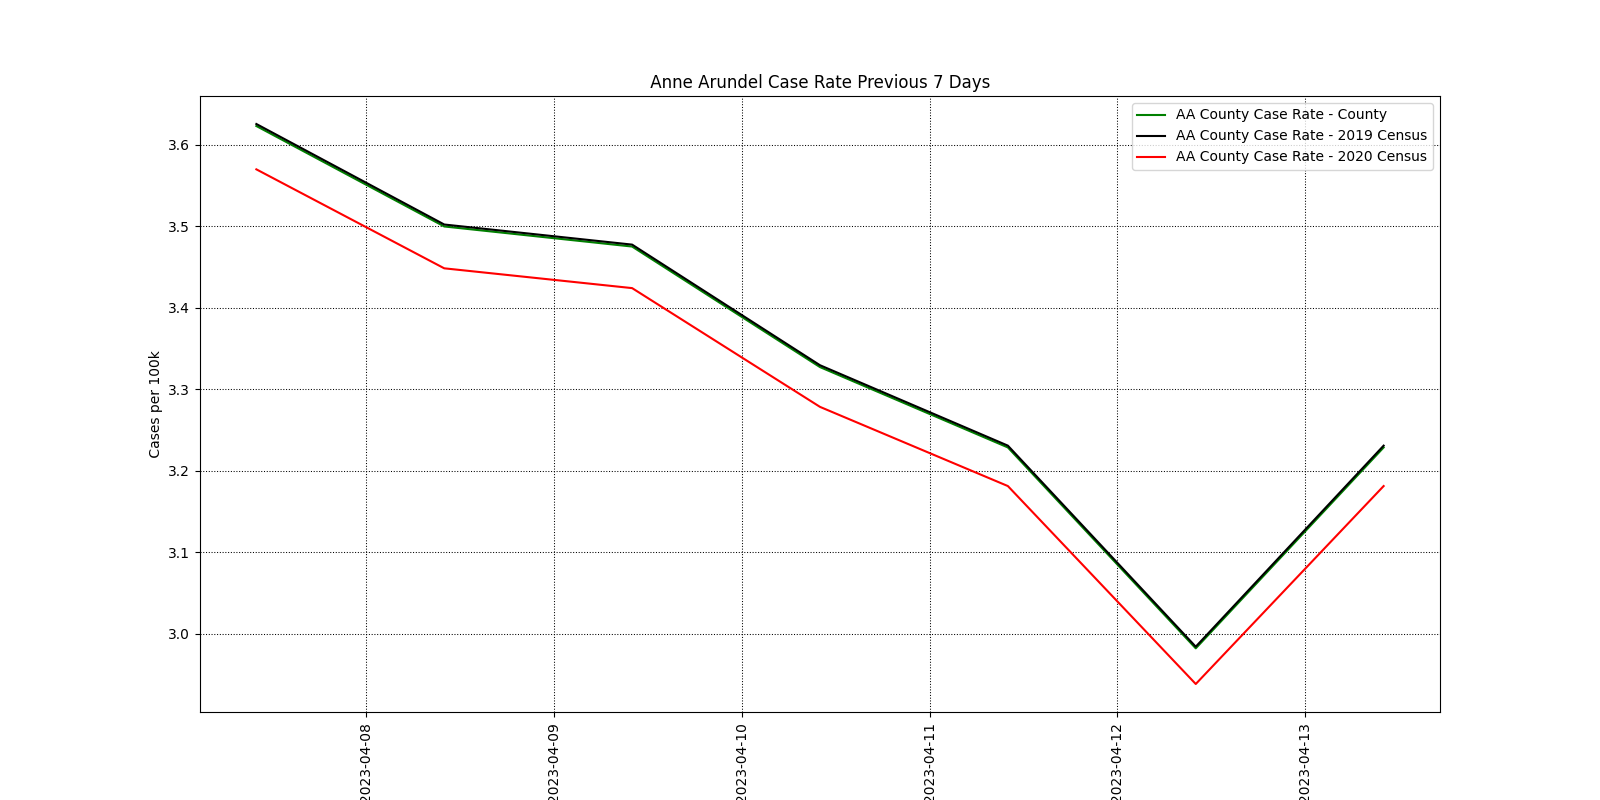 Anne Arundel Case Rate Previous 7 Days
AA County Case Rate - County
AA County Case Rate - 2019 Census
AA County Case Rate - 2020 Census
Cases per 100k
3.6
3.5
3.4
3.3
3.2
3.1
3.0
2023-04-08
2023-04-09
2023-04-10
2023-04-11
2023-04-12
2023-04-13